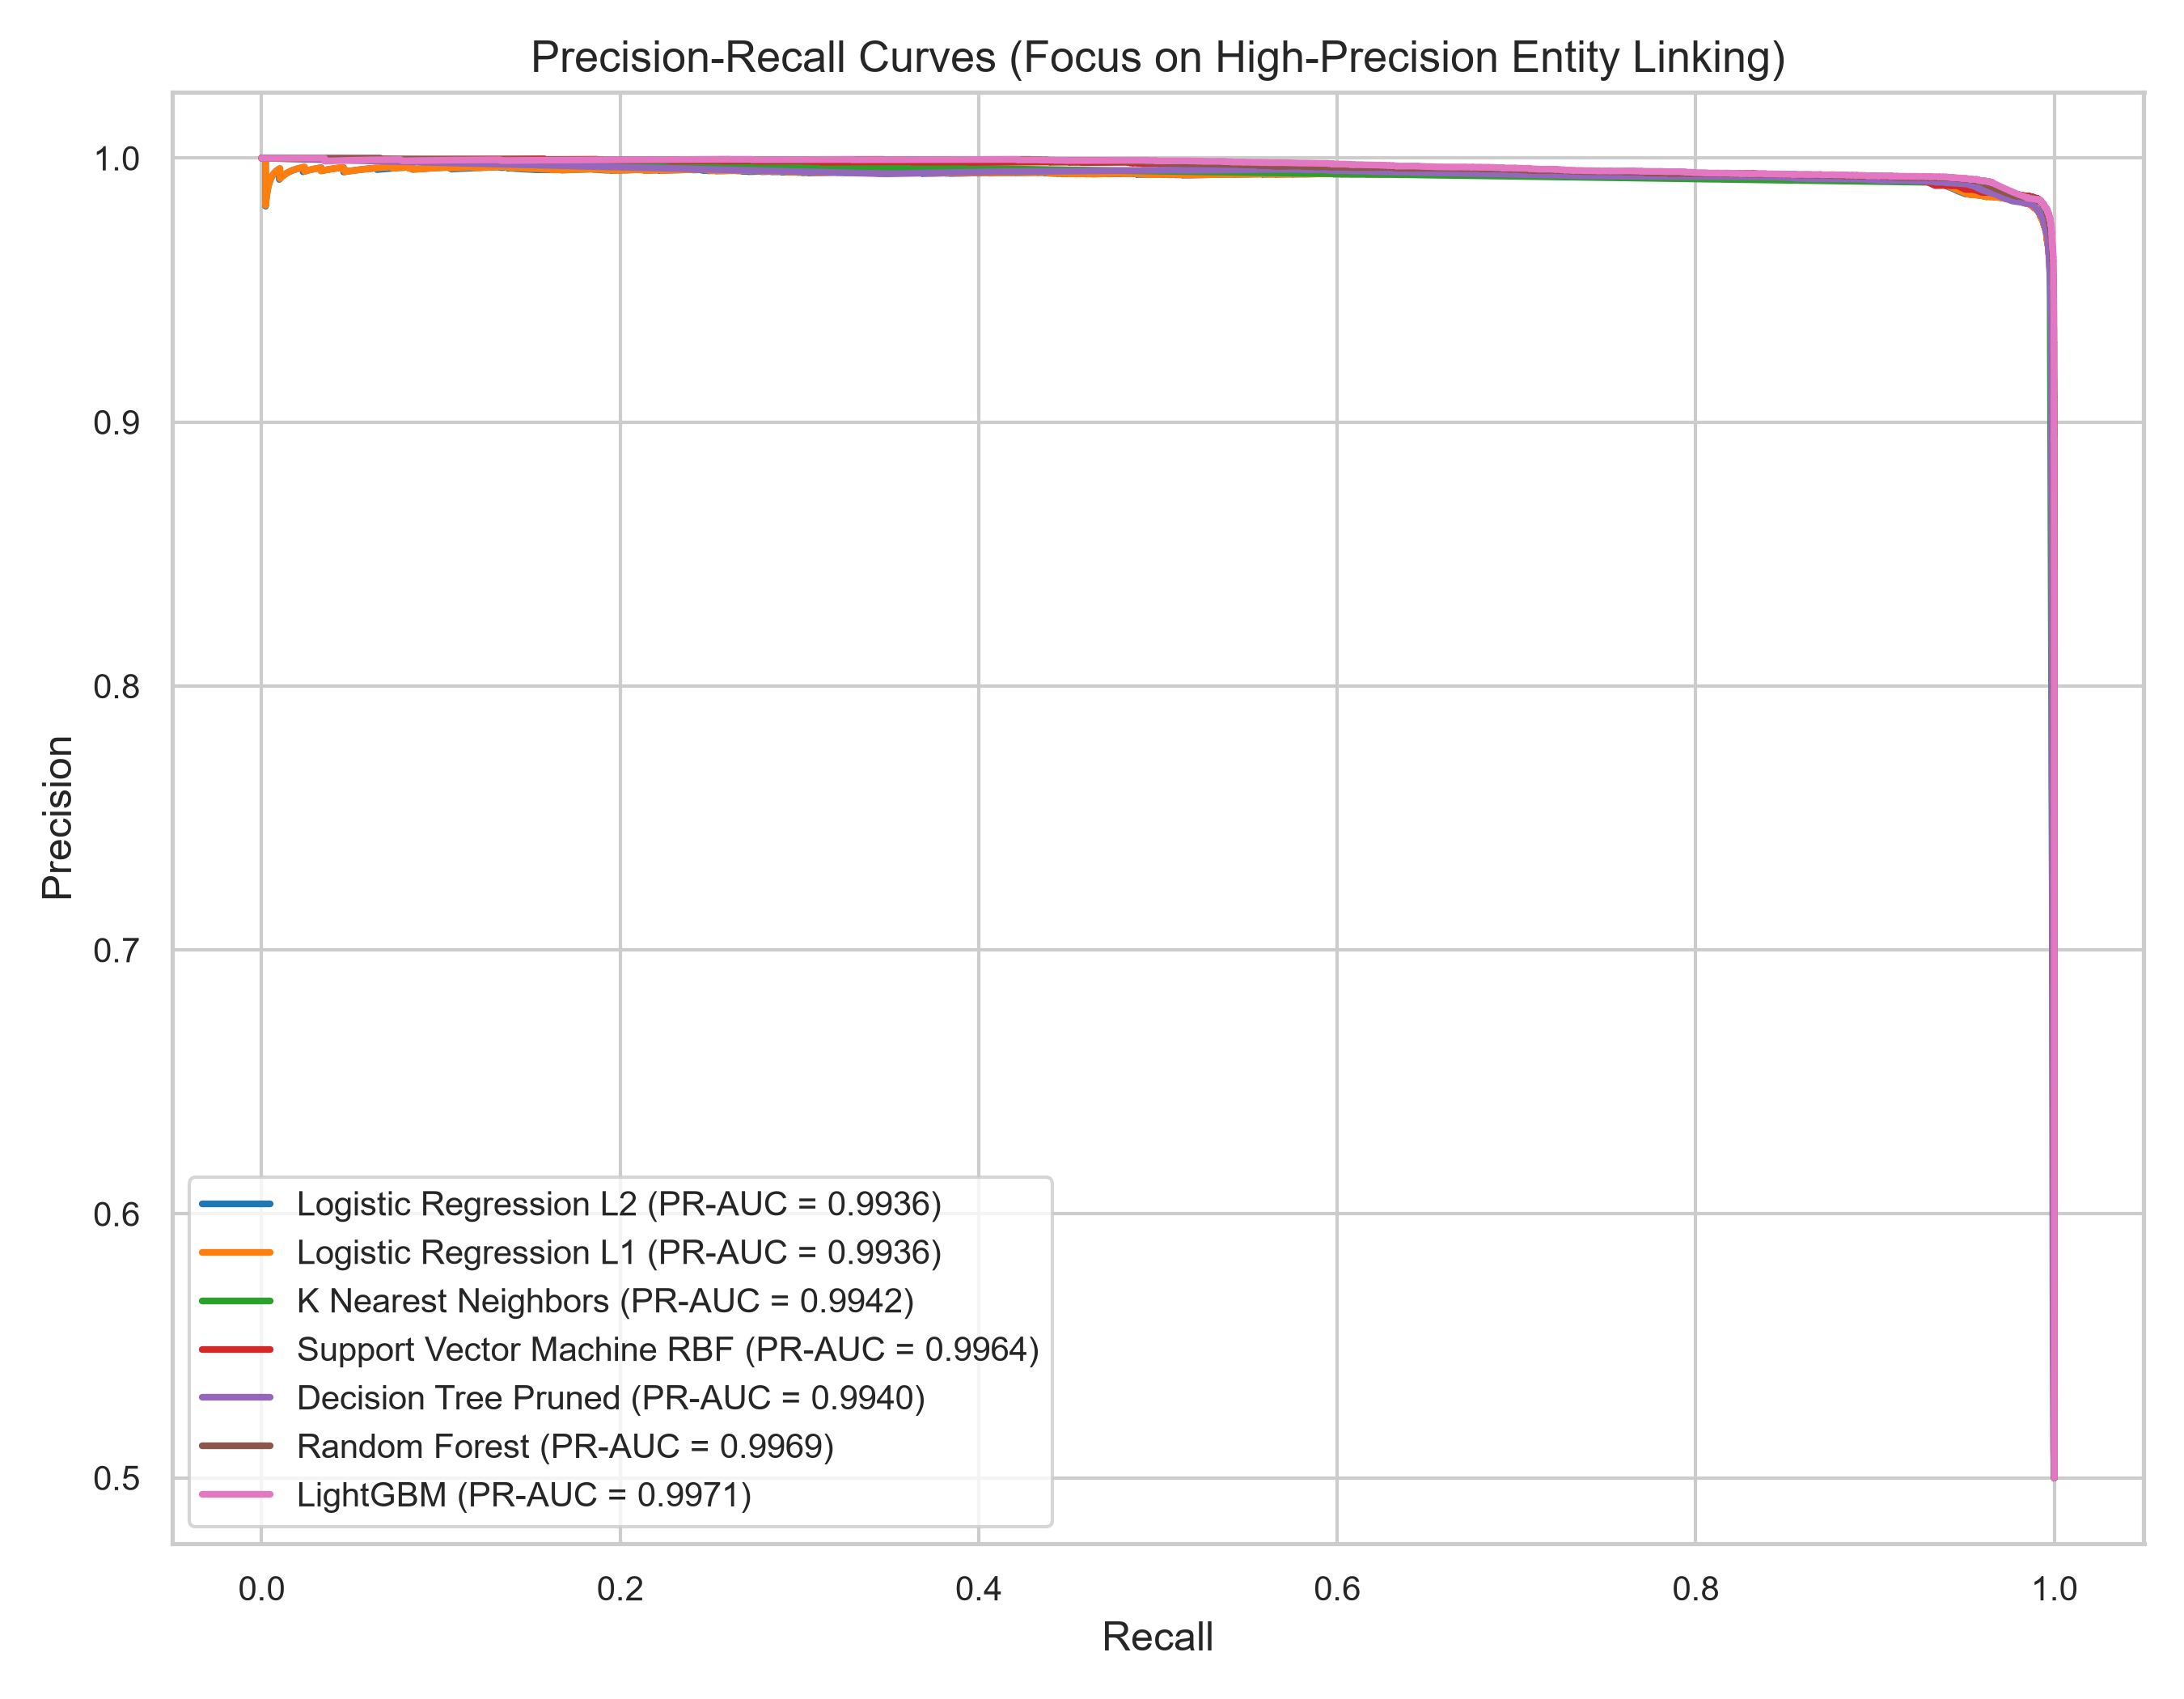 Precision-Recall Curves (Focus on High-Precision Entity Linking)
1.0
0.9
0.8
0.7
0.6
0.5
Precision
Logistic Regression L2 (PR-AUC = 0.9936)
Logistic Regression L1 (PR-AUC = 0.9936)
K Nearest Neighbors (PR-AUC = 0.9942)
Support Vector Machine RBF (PR-AUC = 0.9964)
Decision Tree Pruned (PR-AUC = 0.9940)
Random Forest (PR-AUC = 0.9969)
LightGBM (PR-AUC = 0.9971)
0.0 0.2 0.4 0.6 0.8 1.0
Recall